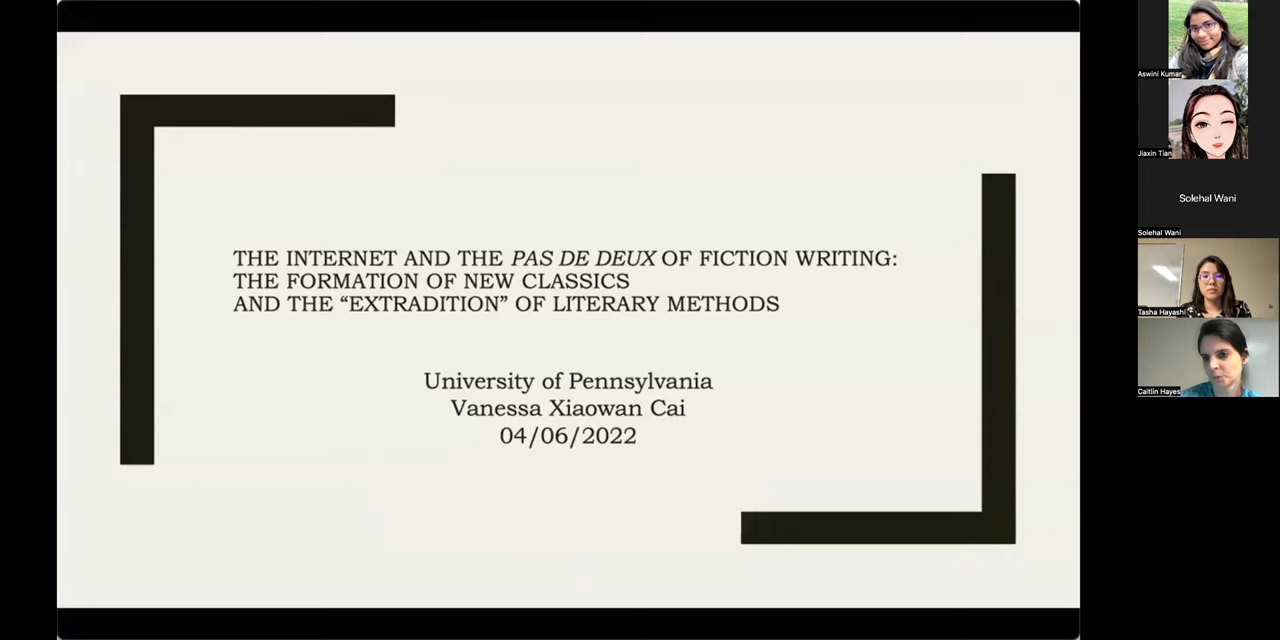 THE INTERNET AND THE PAS DE DEUX OF FICTION WRITING:
THE FORMATION OF NEW CLASSICS
AND THE “EXTRADITION” OF LITERARY METHODS
University of Pennsylvania
Vanessa Xiaowan Cai
04/06/2022
Aswini Kumar
Jiaxin Tian
Solehal Wani
Solehal Wani
Tasha Hayashi
Caitlin Hayes